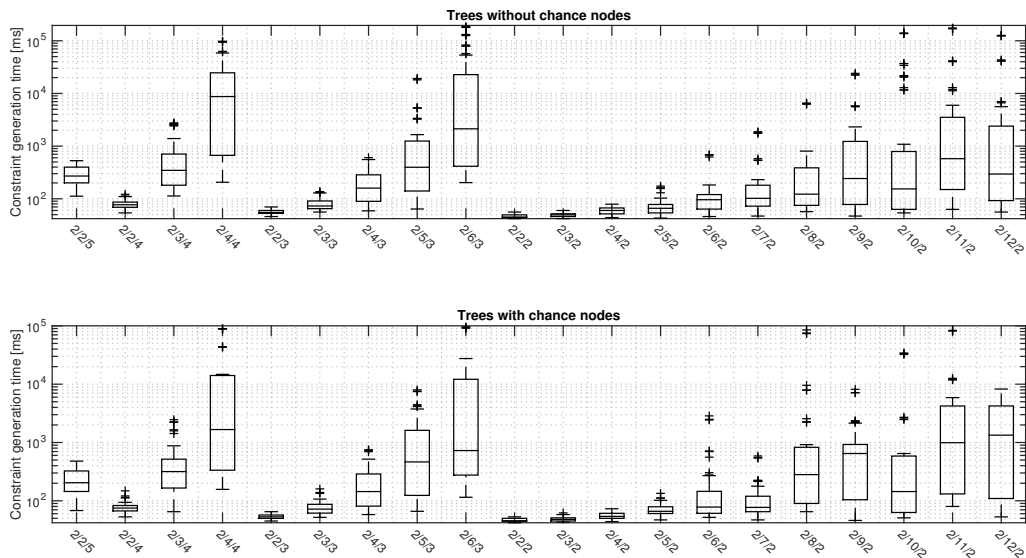 Trees without chance nodes
Constraint generation time [ms]
10^5
10^4
10^3
10^2
2/2/5 2/2/4 2/3/4 2/4/4 2/2/3 2/3/3 2/4/3 2/5/3 2/6/3 2/2/2 2/3/2 2/4/2 2/5/2 2/6/2 2/7/2 2/8/2 2/9/2 2/10/2 2/11/2 2/12/2
Trees with chance nodes
Constraint generation time [ms]
10^5
10^4
10^3
10^2
2/2/5 2/2/4 2/3/4 2/4/4 2/2/3 2/3/3 2/4/3 2/5/3 2/6/3 2/2/2 2/3/2 2/4/2 2/5/2 2/6/2 2/7/2 2/8/2 2/9/2 2/10/2 2/11/2 2/12/2